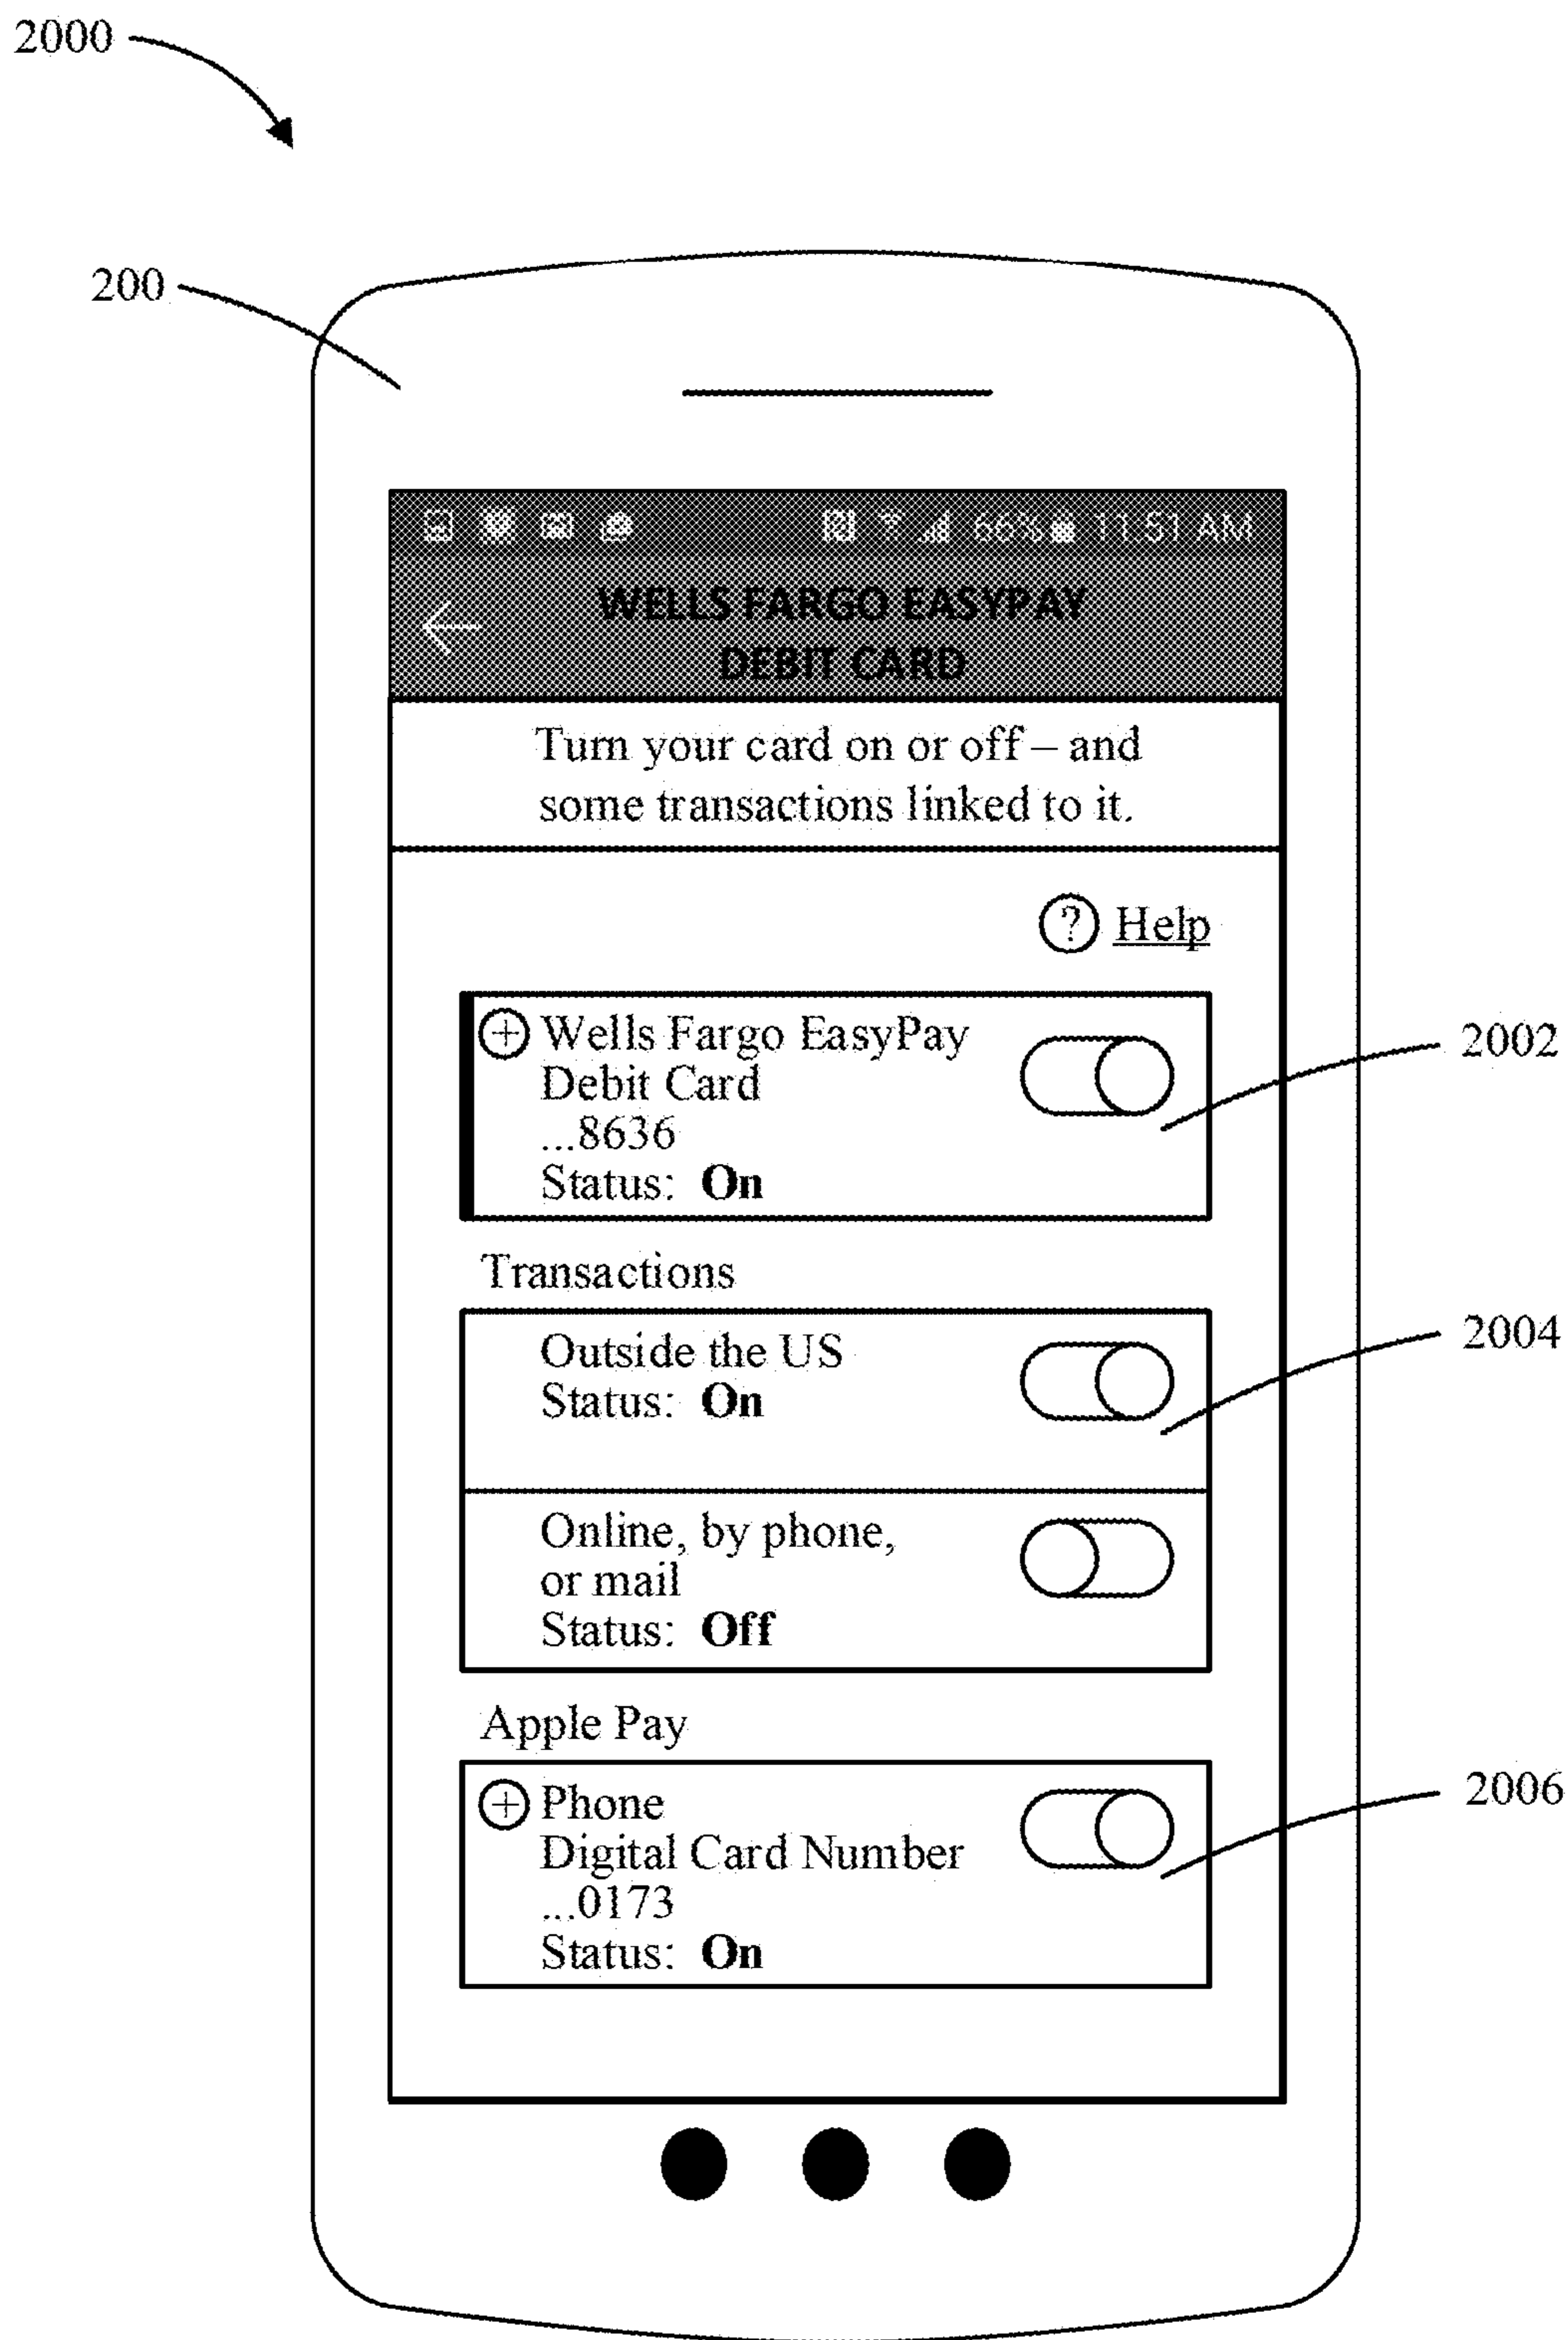 2000
200
66% 11:51 AM
WELLS FARGO EASYPAY
DEBIT CARD
Turn your card on or off – and
some transactions linked to it.
? Help
Wells Fargo EasyPay
Debit Card
...8636
Status: On
2002
Transactions
Outside the US
Status: On
2004
Online, by phone,
or mail
Status: Off
Apple Pay
Phone
Digital Card Number
...0173
Status: On
2006